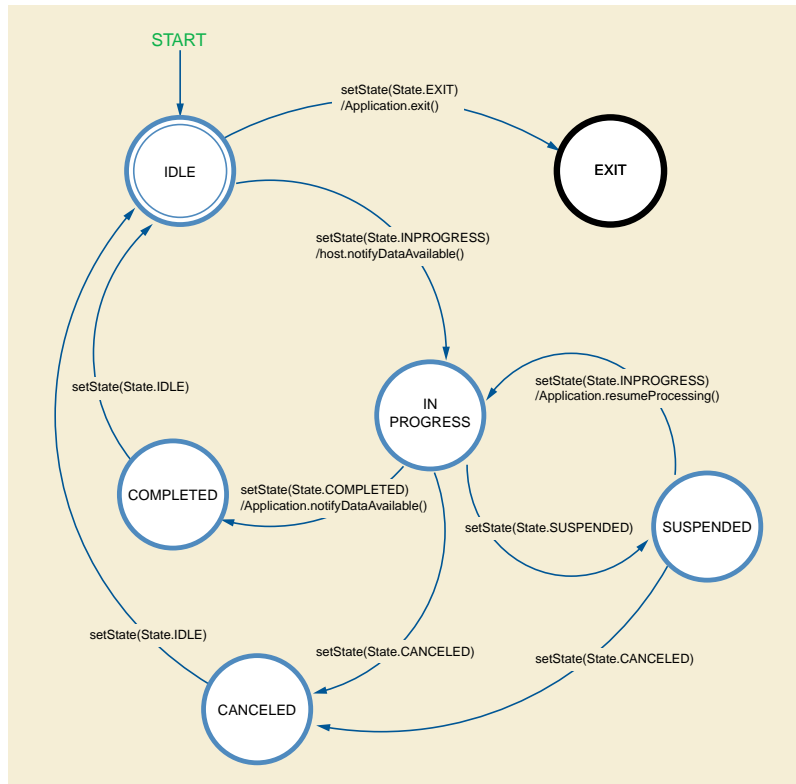 START
setState(State.EXIT)
/Application.exit()
IDLE
EXIT
setState(State.INPROGRESS)
/host.notifyDataAvailable()
setState(State.IDLE)
IN
PROGRESS
setState(State.INPROGRESS)
/Application.resumeProcessing()
COMPLETED
setState(State.COMPLETED)
/Application.notifyDataAvailable()
setState(State.SUSPENDED)
SUSPENDED
setState(State.IDLE)
setState(State.CANCELED)
setState(State.CANCELED)
CANCELED